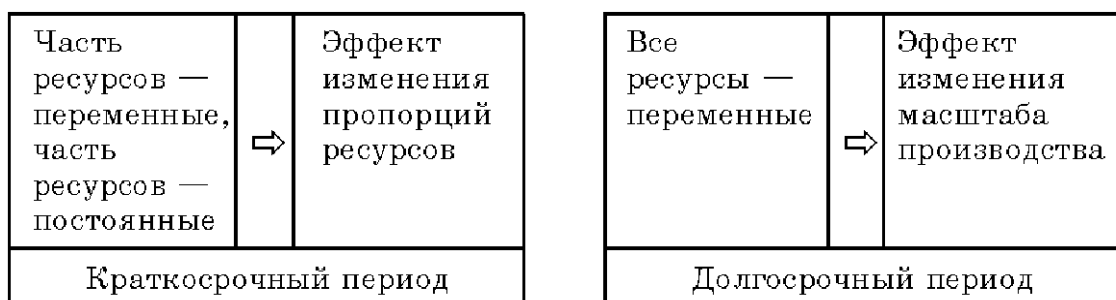 Часть
ресурсов —
переменные,
часть
ресурсов —
постоянные
⇨
Эффект
изменения
пропорций
ресурсов
Краткосрочный период
Все
ресурсы —
переменные
⇨
Эффект
изменения
масштаба
производства
Долгосрочный период